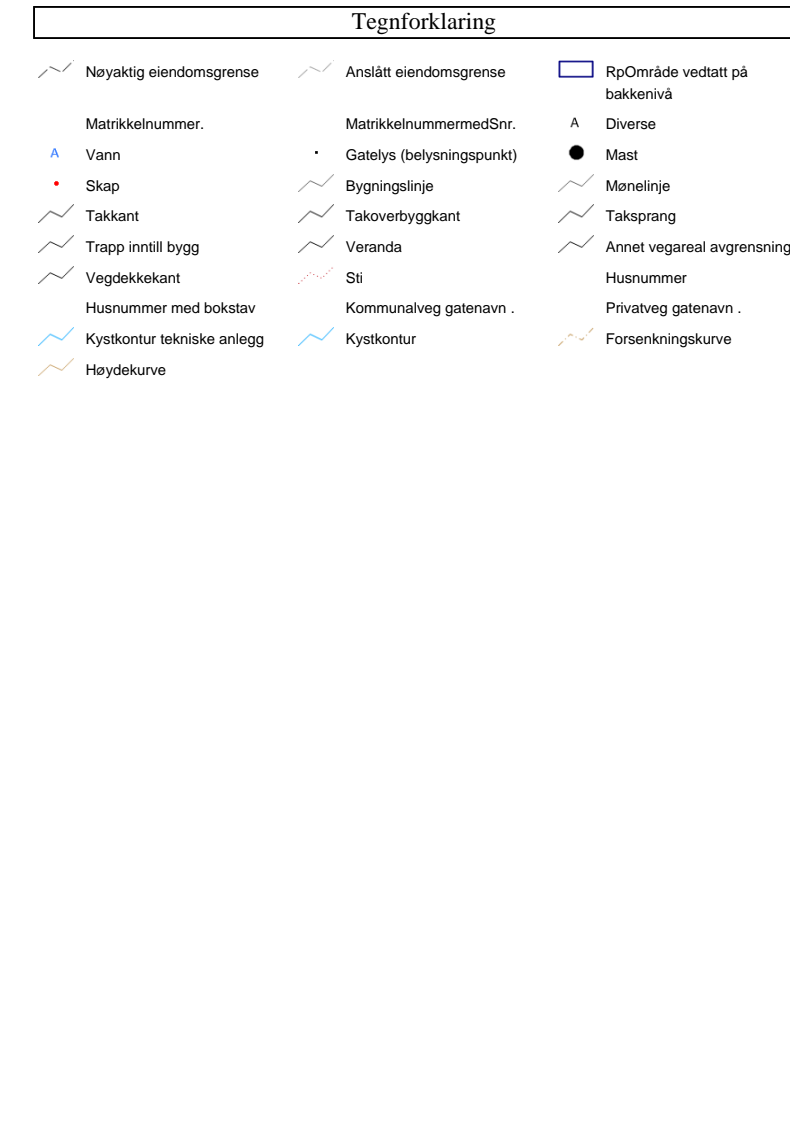 Tegnforklaring
Nøyaktig eiendomsgrense
Anslått eiendomsgrense
RpOmråde vedtatt på
bakkenivå
Matrikkelnummer.
MatrikkelnummermedSnr.
A Diverse
A Vann
Gatelys (belysningspunkt)
Mast
Skap
Bygningslinje
Mønelinje
Takkant
Takoverbyggkant
Taksprang
Trapp inntill bygg
Veranda
Annet vegareal avgrensning
Vegdekkekant
Sti
Husnummer
Husnummer med bokstav
Kommunalveg gatenavn .
Privatveg gatenavn .
Kystkontur tekniske anlegg
Kystkontur
Forsenkningskurve
Høydekurve